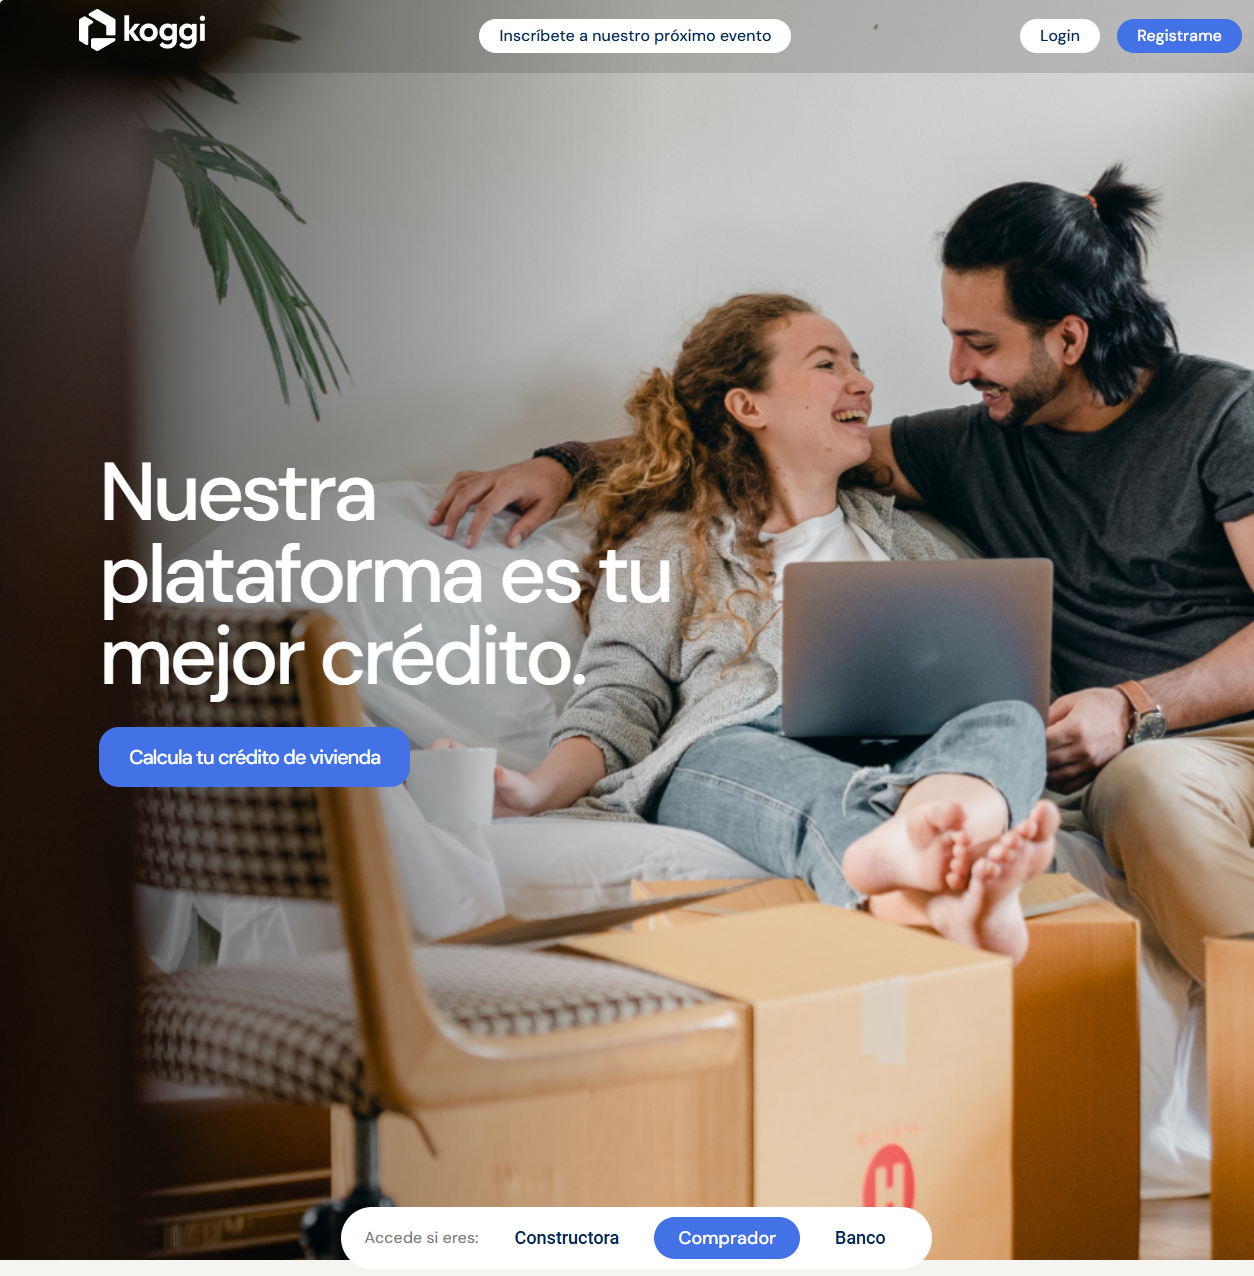 koggi
Inscríbete a nuestro próximo evento
Login
Registrame
Nuestra
plataforma es tu
mejor crédito.
Calcula tu crédito de vivienda
Accede si eres:
Constructora
Comprador
Banco